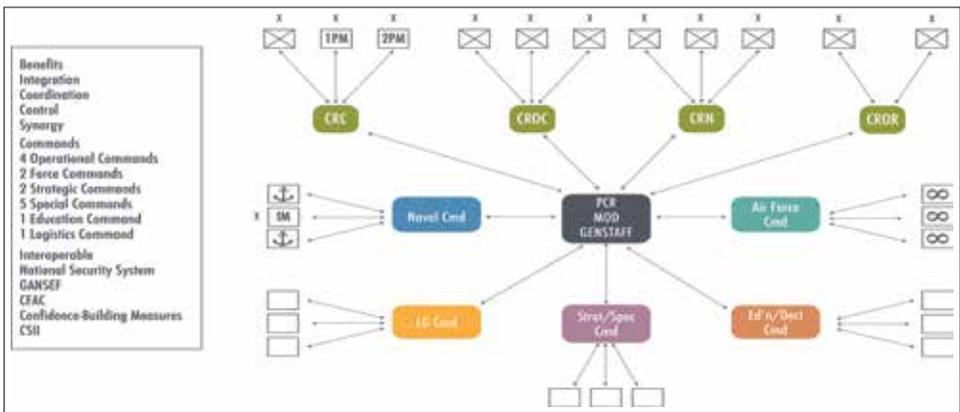 Benefits
Integration
Coordination
Control
Synergy
Commands
4 Operational Commands
2 Force Commands
2 Strategic Commands
5 Special Commands
1 Education Command
1 Logistics Command
Interoperable
National Security System
GANSEF
CFAC
Confidence-Building Measures
CSII
X X X X X X X X X X X
1PM 2PM
CRC CROC CRN CROR
X IM
Naval Cmd
PCR
MOD
GENSTAFF
Air Force
Cmd
LG Cmd
Strat/Spec
Cmd
Ed'n/Doct
Cmd